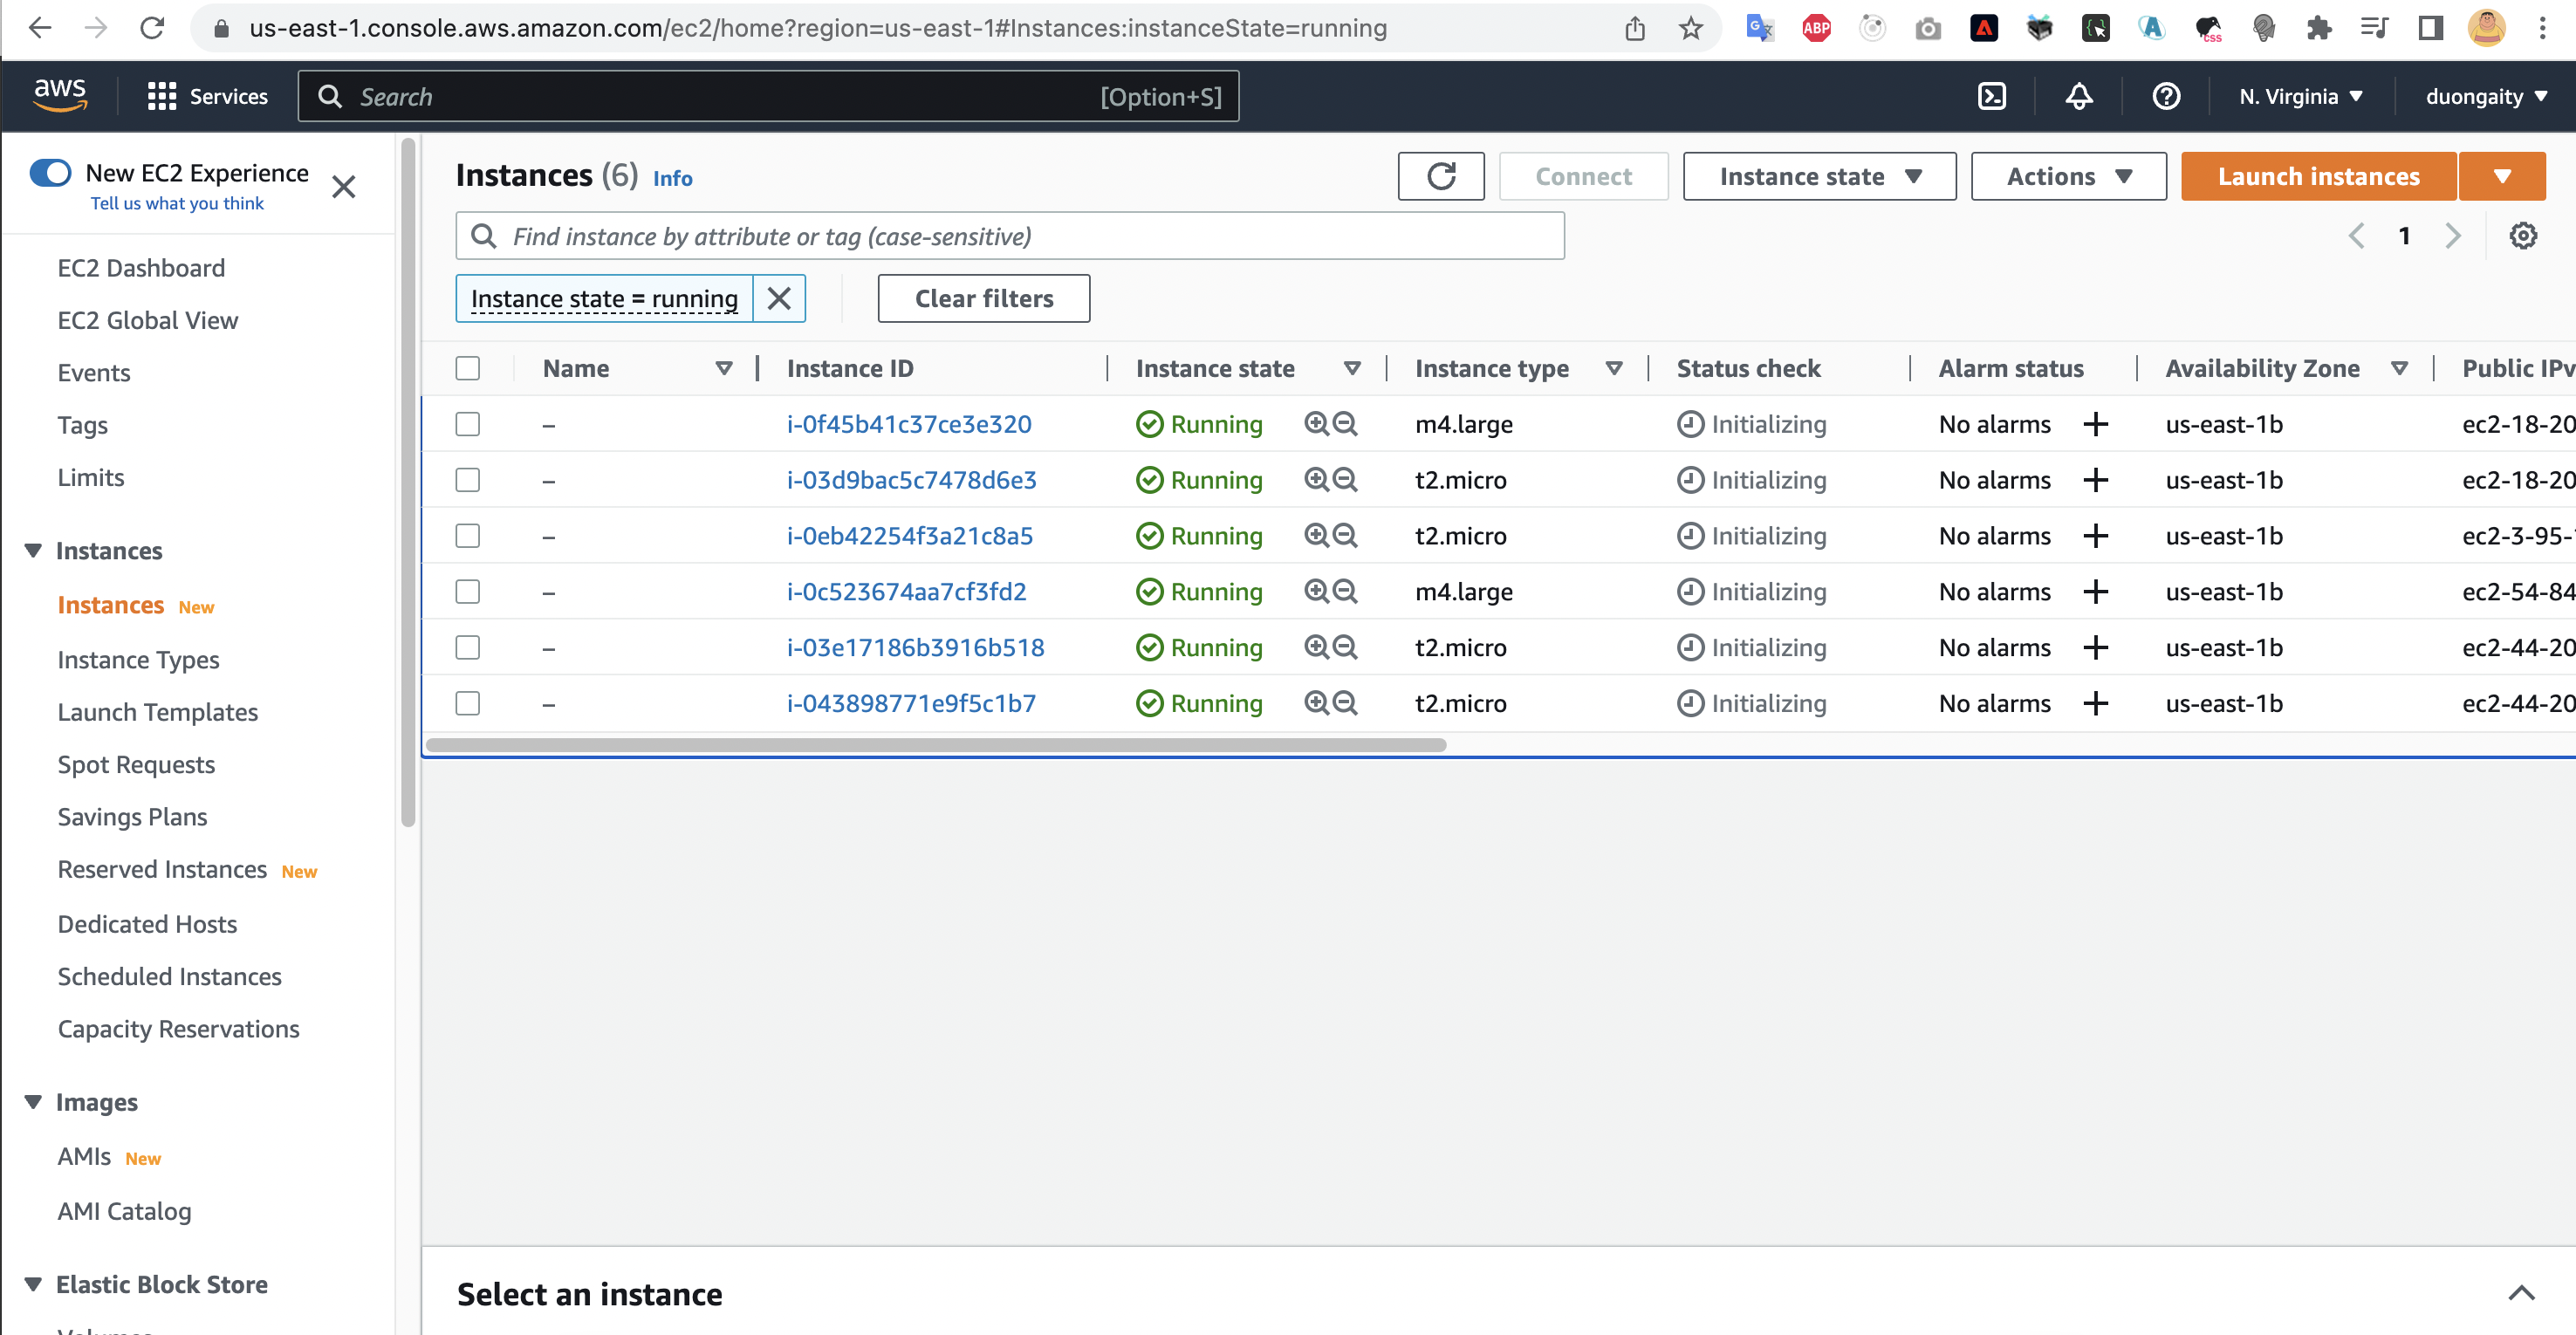 us-east-1.console.aws.amazon.com/ec2/home?region=us-east-1#Instances:instanceState=running
ABP
CSS
aws Services Search [Option+S] N. Virginia duongaity
New EC2 Experience
Tell us what you think
EC2 Dashboard
EC2 Global View
Events
Tags
Limits
Instances
Instances New
Instance Types
Launch Templates
Spot Requests
Savings Plans
Reserved Instances New
Dedicated Hosts
Scheduled Instances
Capacity Reservations
Images
AMIs New
AMI Catalog
Elastic Block Store
Volumes
Instances (6) Info Connect Instance state Actions Launch instances
Find instance by attribute or tag (case-sensitive) 1
Instance state = running Clear filters
Name Instance ID Instance state Instance type Status check Alarm status Availability Zone Public IPv
– i-0f45b41c37ce3e320 Running m4.large Initializing No alarms + us-east-1b ec2-18-20
– i-03d9bac5c7478d6e3 Running t2.micro Initializing No alarms + us-east-1b ec2-18-20
– i-0eb42254f3a21c8a5 Running t2.micro Initializing No alarms + us-east-1b ec2-3-95-
– i-0c523674aa7cf3fd2 Running m4.large Initializing No alarms + us-east-1b ec2-54-84
– i-03e17186b3916b518 Running t2.micro Initializing No alarms + us-east-1b ec2-44-20
– i-043898771e9f5c1b7 Running t2.micro Initializing No alarms + us-east-1b ec2-44-20
Select an instance